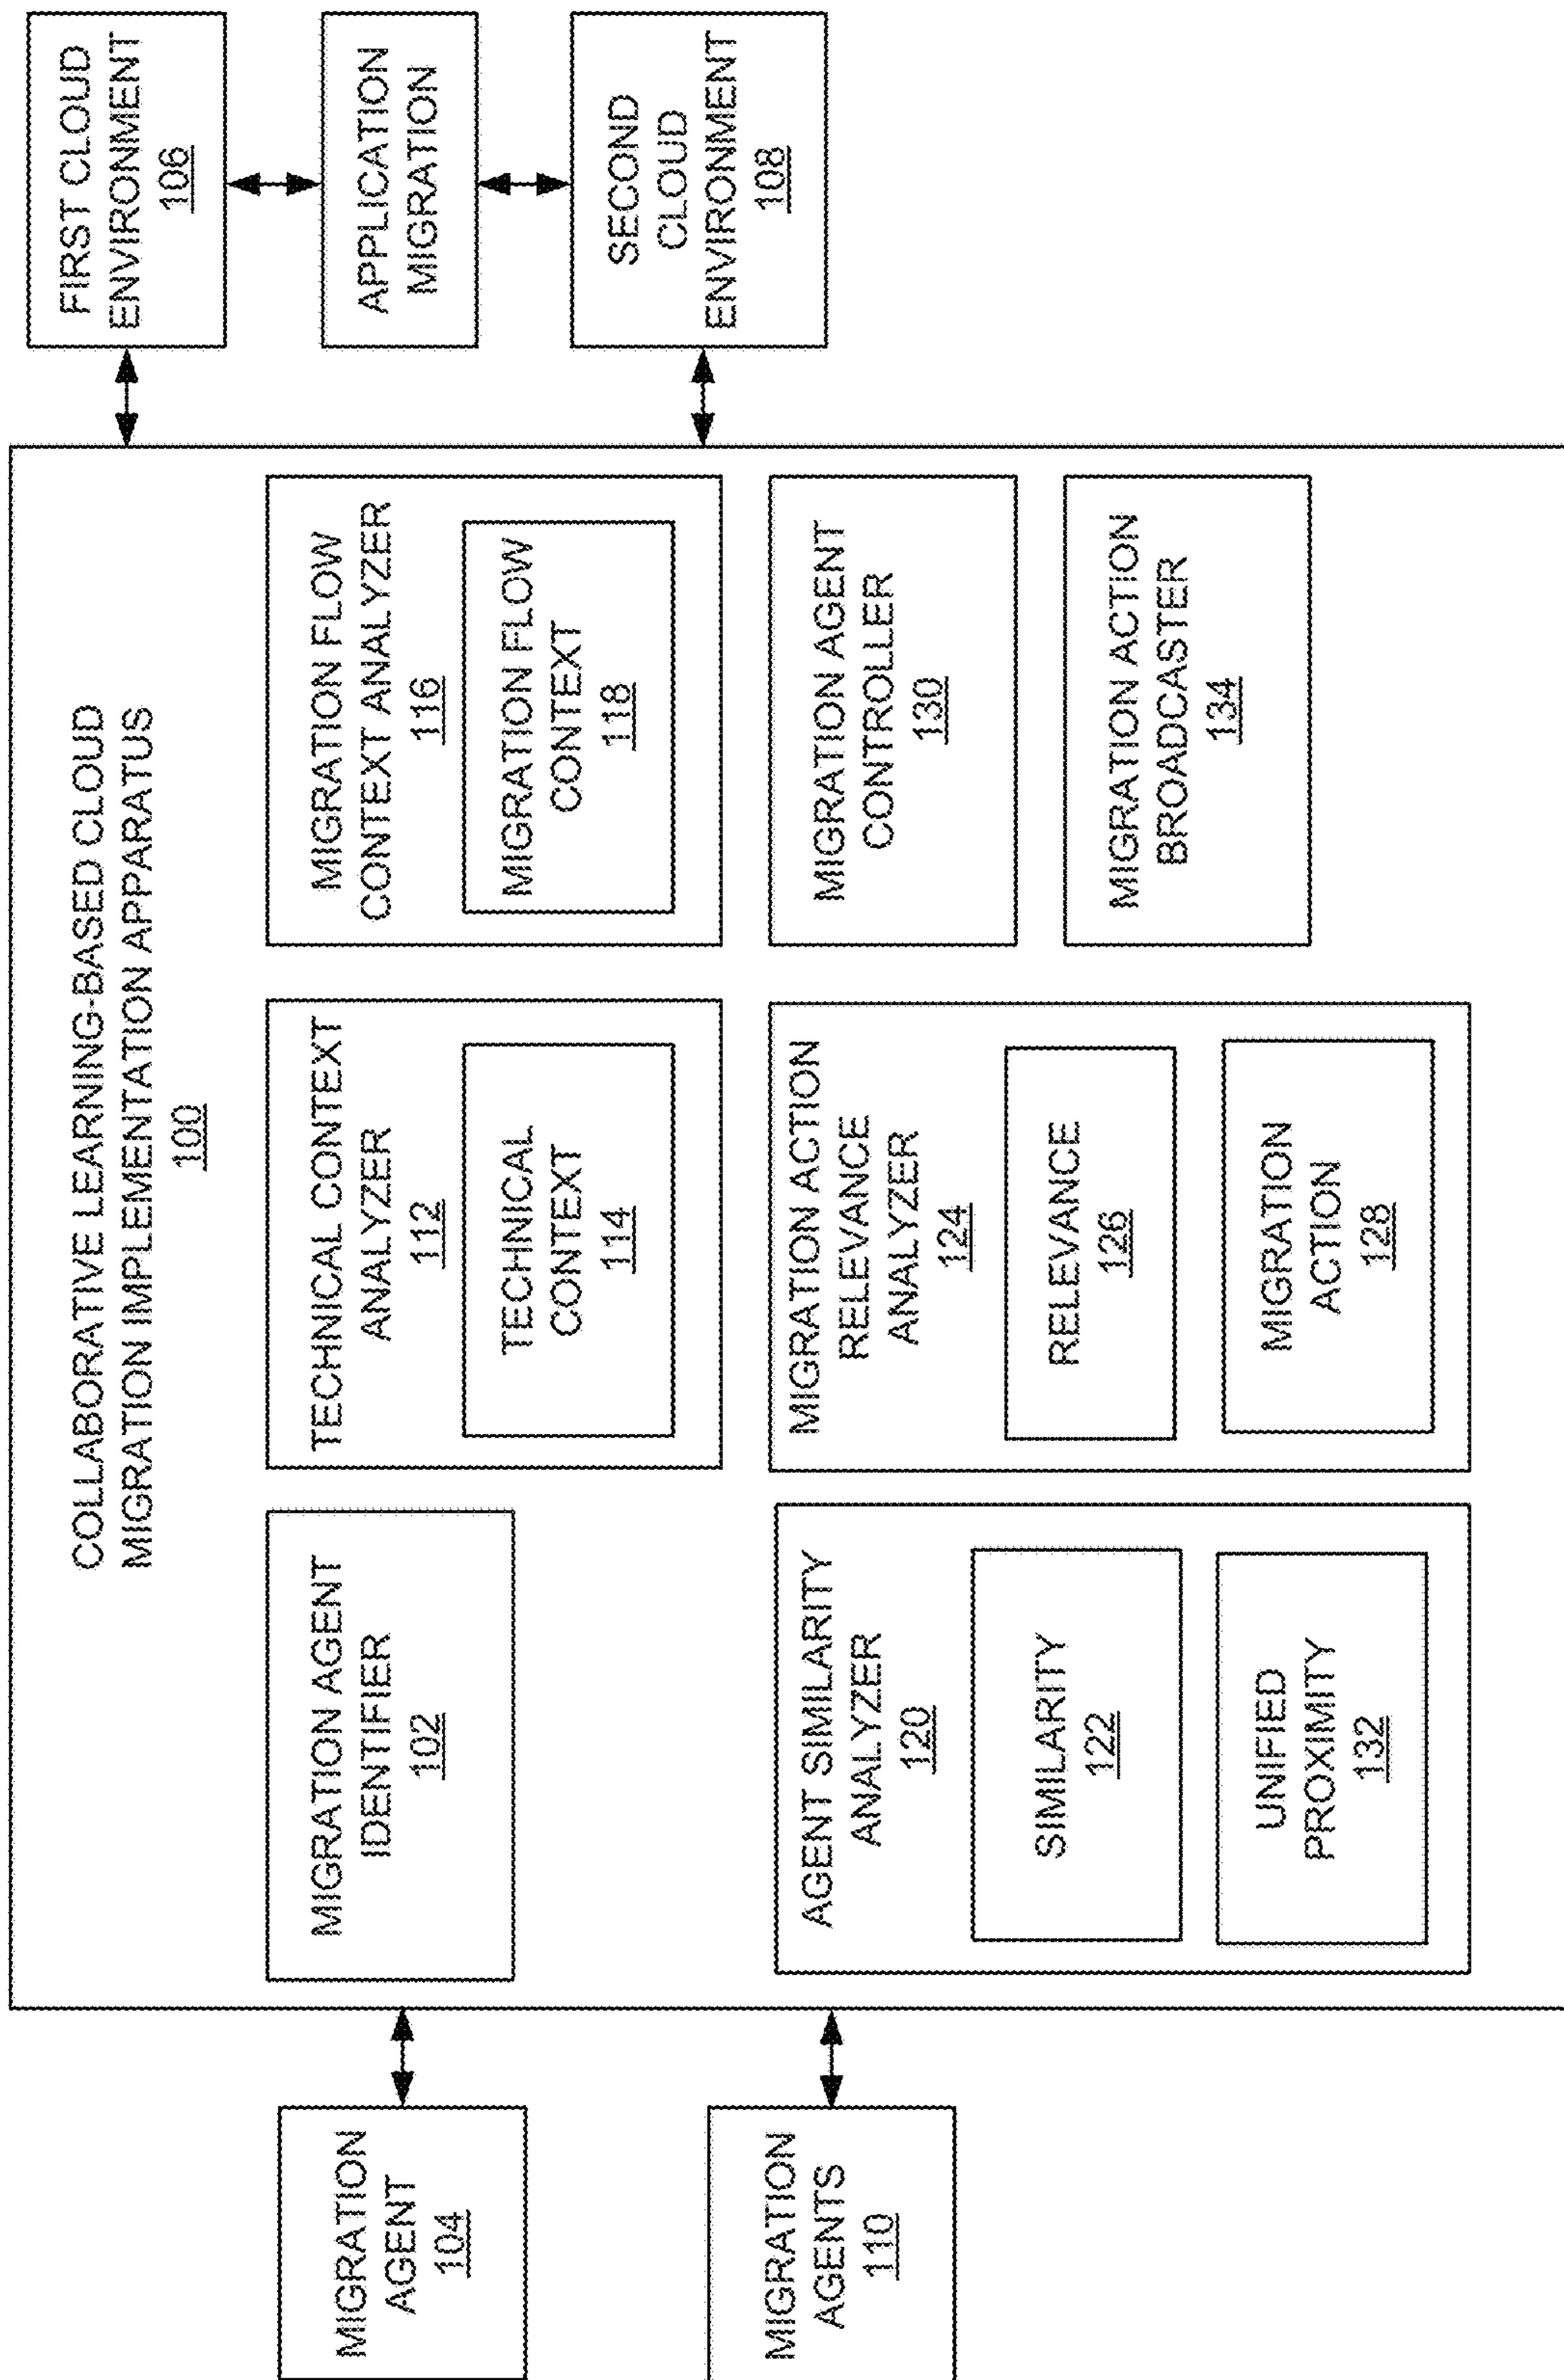 COLLABORATIVE LEARNING-BASED CLOUD
MIGRATION IMPLEMENTATION APPARATUS
100
MIGRATION AGENT
104
MIGRATION
AGENTS
110
MIGRATION AGENT
IDENTIFIER
102
TECHNICAL CONTEXT
ANALYZER
112
TECHNICAL
CONTEXT
114
MIGRATION FLOW
CONTEXT ANALYZER
116
MIGRATION FLOW
CONTEXT
118
AGENT SIMILARITY
ANALYZER
120
SIMILARITY
122
UNIFIED
PROXIMITY
132
MIGRATION ACTION
RELEVANCE
ANALYZER
124
RELEVANCE
126
MIGRATION
ACTION
128
MIGRATION AGENT
CONTROLLER
130
MIGRATION ACTION
BROADCASTER
134
FIRST CLOUD
ENVIRONMENT
106
APPLICATION
MIGRATION
SECOND
CLOUD
ENVIRONMENT
108